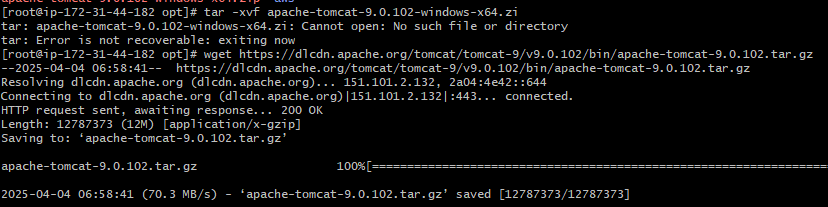 [root@ip-172-31-44-182 opt]# tar -xvf apache-tomcat-9.0.102-windows-x64.zi
tar: apache-tomcat-9.0.102-windows-x64.zi: Cannot open: No such file or directory
tar: Error is not recoverable: exiting now
[root@ip-172-31-44-182 opt]# wget https://dlcdn.apache.org/tomcat/tomcat-9/v9.0.102/bin/apache-tomcat-9.0.102.tar.gz
--2025-04-04 06:58:41--  https://dlcdn.apache.org/tomcat/tomcat-9/v9.0.102/bin/apache-tomcat-9.0.102.tar.gz
Resolving dlcdn.apache.org (dlcdn.apache.org)... 151.101.2.132, 2a04:4e42::644
Connecting to dlcdn.apache.org (dlcdn.apache.org)|151.101.2.132|:443... connected.
HTTP request sent, awaiting response... 200 OK
Length: 12787373 (12M) [application/x-gzip]
Saving to: ‘apache-tomcat-9.0.102.tar.gz’
apache-tomcat-9.0.102.tar.gz 100%[==================================================================
2025-04-04 06:58:41 (70.3 MB/s) - ‘apache-tomcat-9.0.102.tar.gz’ saved [12787373/12787373]